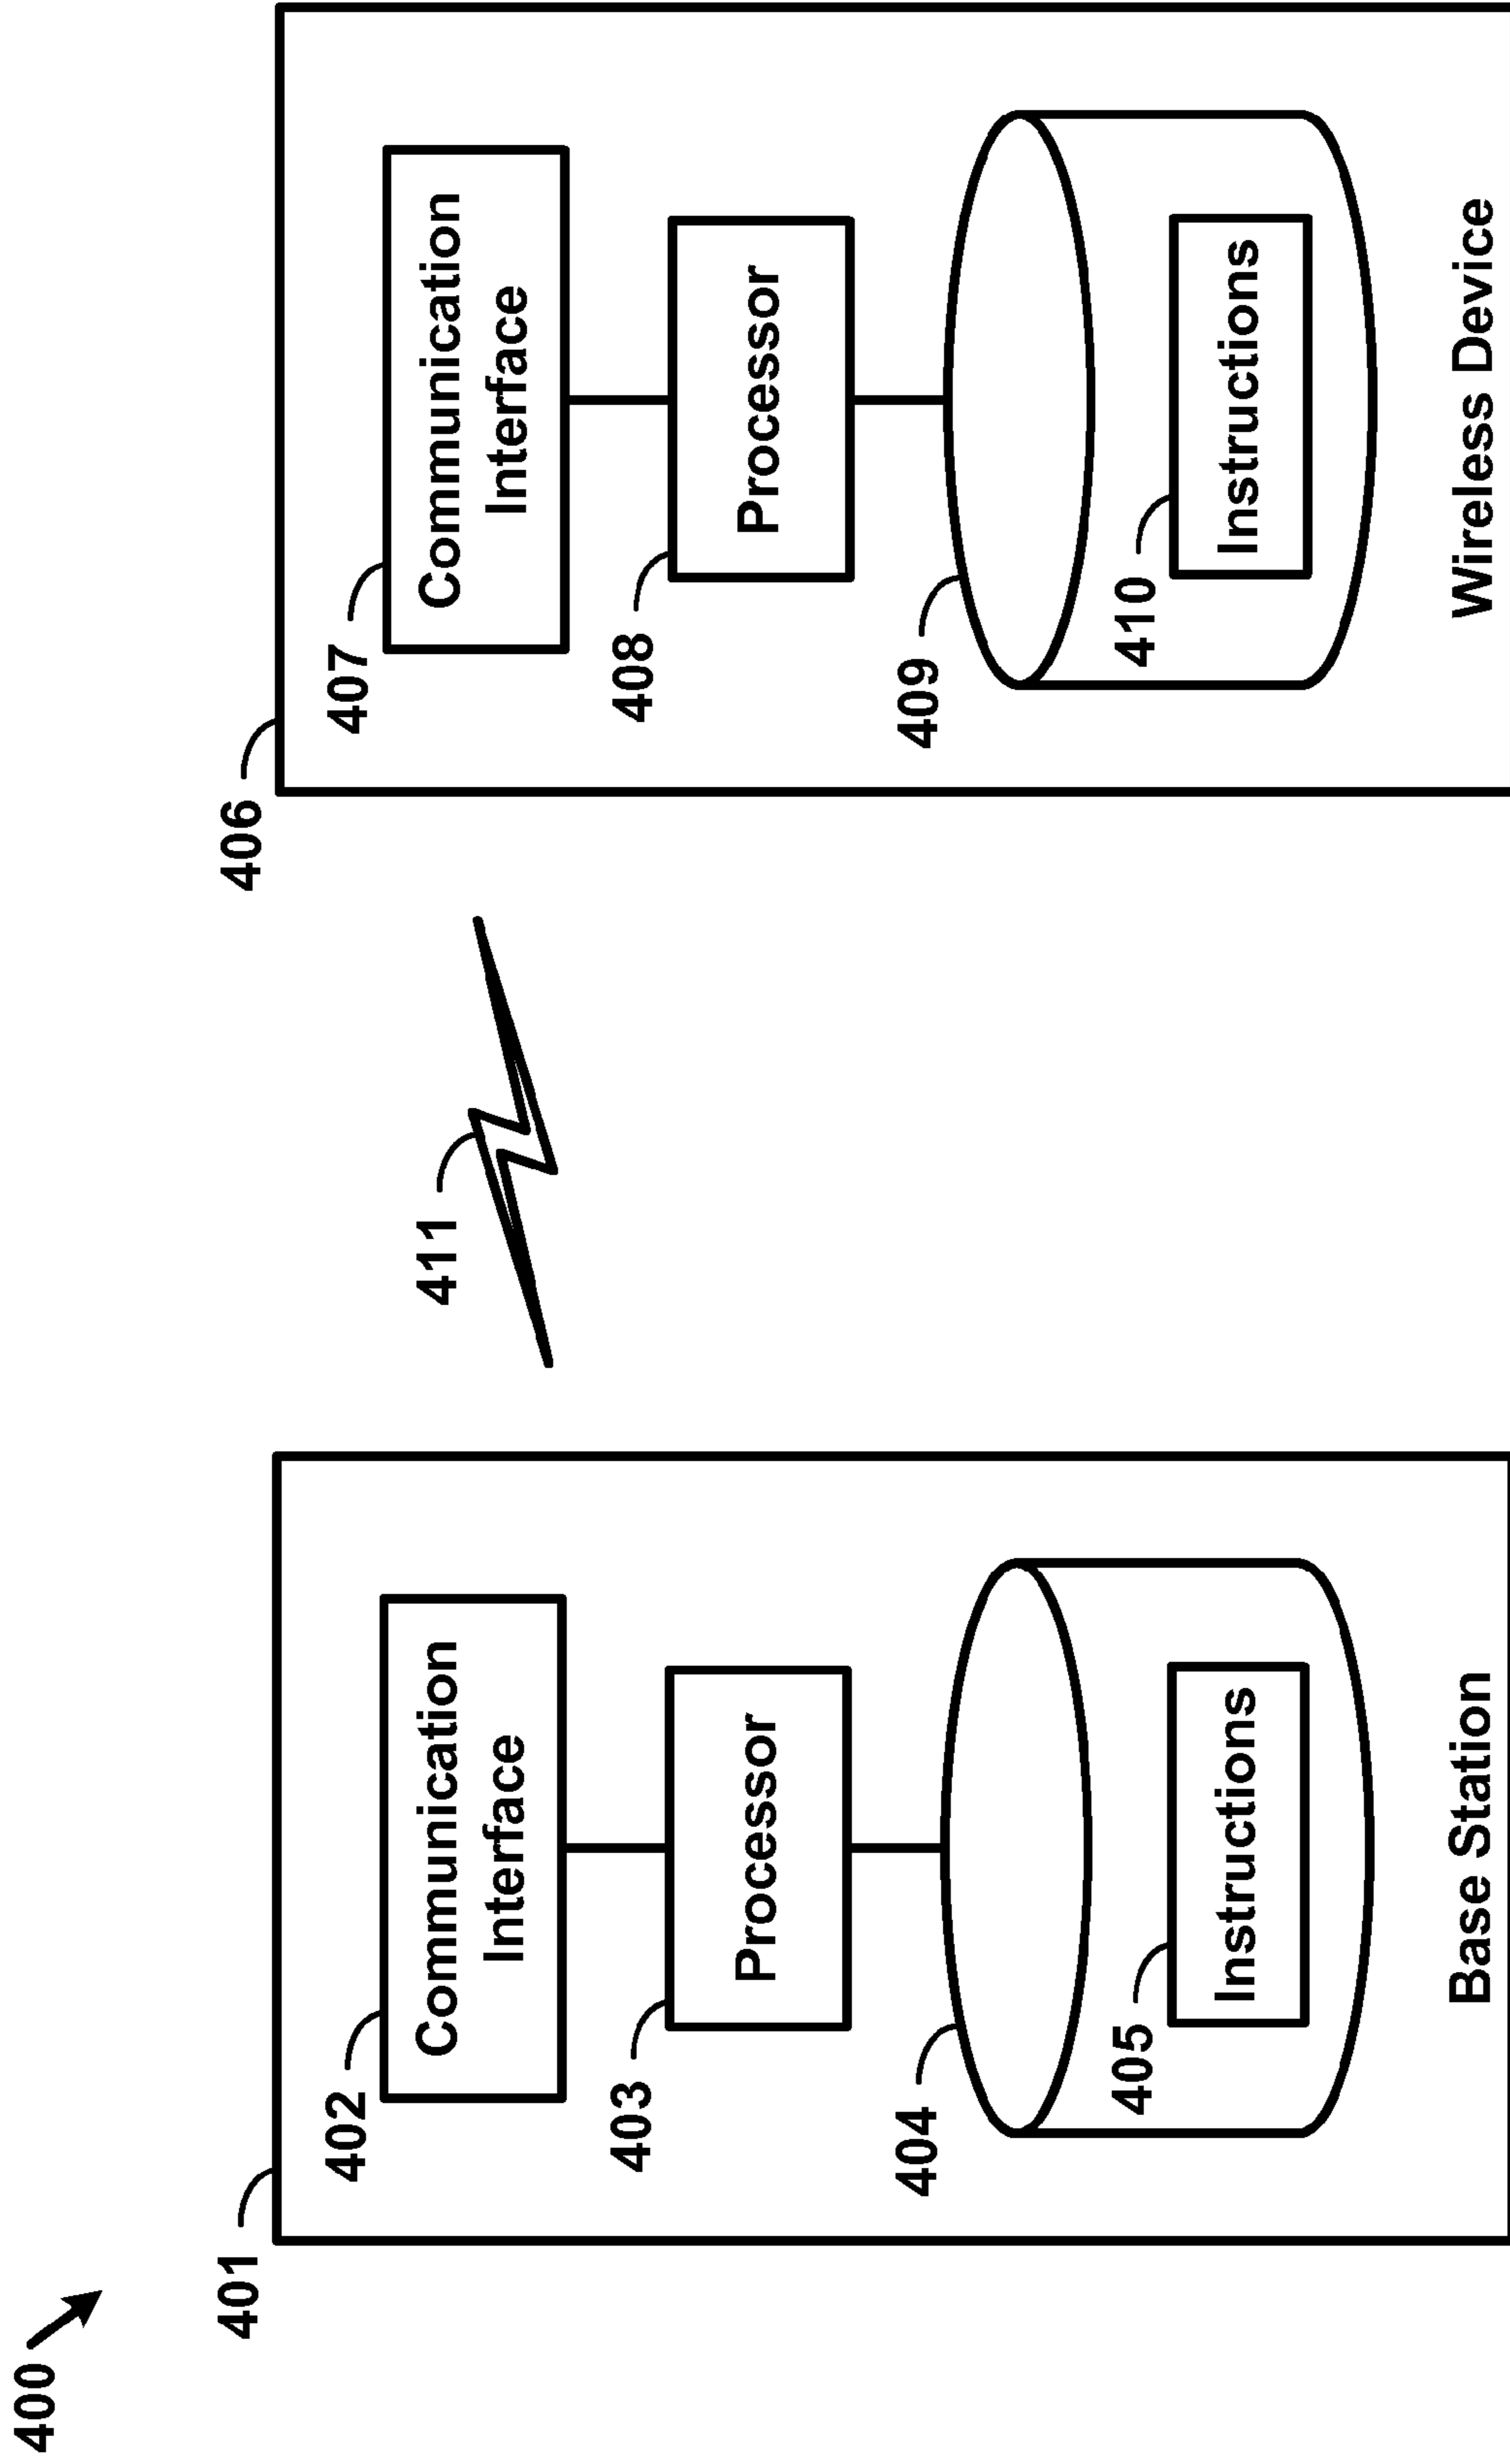 400
401
402
Communication
Interface
403
Processor
404
405
Instructions
Base Station
411
406
407
Communication
Interface
408
Processor
409
410
Instructions
Wireless Device